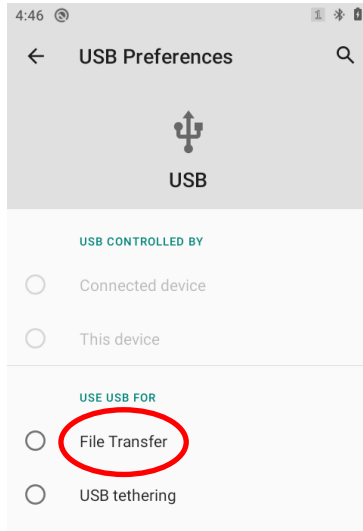 4:46
USB Preferences
USB
USB CONTROLLED BY
Connected device
This device
USE USB FOR
File Transfer
USB tethering